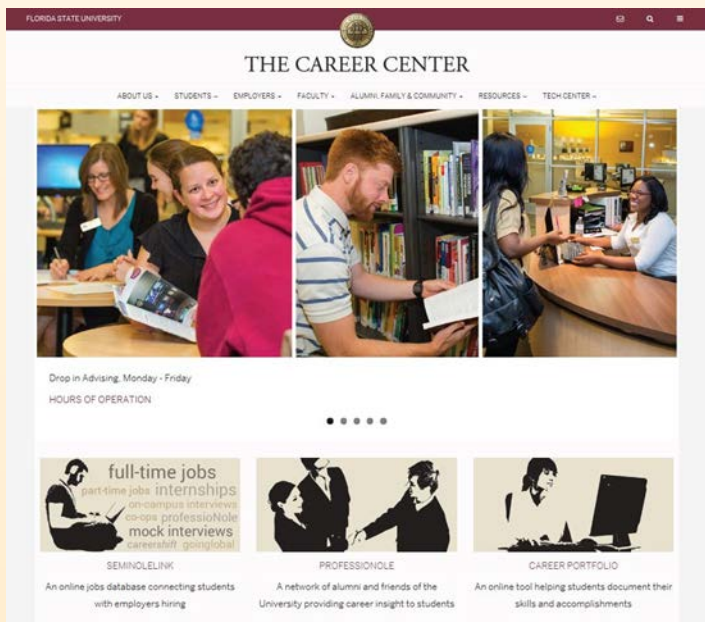 FLORIDA STATE UNIVERSITY
THE CAREER CENTER
ABOUT US STUDENTS EMPLOYERS FACULTY ALUMNI, FAMILY & COMMUNITY RESOURCES TECH CENTER
Drop in Advising, Monday - Friday
HOURS OF OPERATION
full-time jobs
part-time jobs internships
on-campus interviews
co-ops professioNole
mock interviews
careershift goinglobal
SEMINOLELINK
An online jobs database connecting students
with employers hiring
PROFESSIONOLE
A network of alumni and friends of the
University providing career insight to students
CAREER PORTFOLIO
An online tool helping students document their
skills and accomplishments